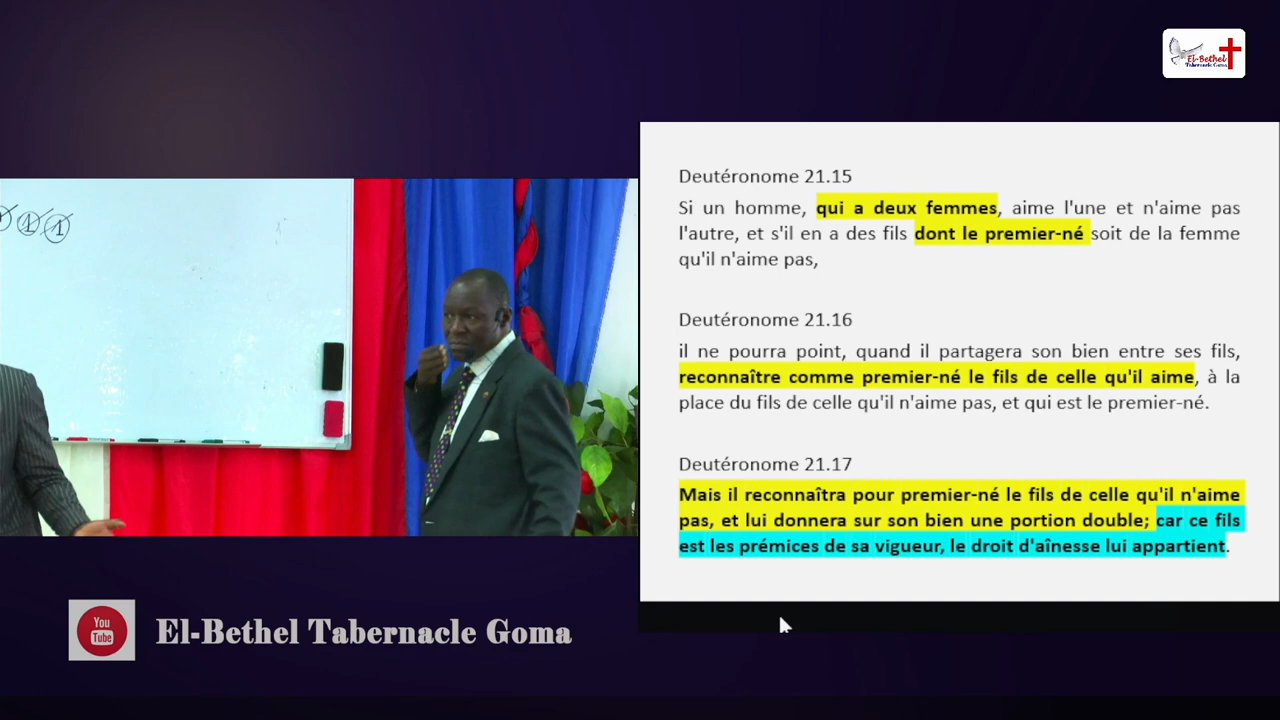 El-Bethel
Tabernacle Goma
Deutéronome 21.15
Si un homme, qui a deux femmes, aime l'une et n'aime pas
l'autre, et s'il en a des fils dont le premier-né soit de la femme
qu'il n'aime pas,
Deutéronome 21.16
il ne pourra point, quand il partagera son bien entre ses fils,
reconnaître comme premier-né le fils de celle qu'il aime, à la
place du fils de celle qu'il n'aime pas, et qui est le premier-né.
Deutéronome 21.17
Mais il reconnaîtra pour premier-né le fils de celle qu'il n'aime
pas, et lui donnera sur son bien une portion double; car ce fils
est les prémices de sa vigueur, le droit d'aînesse lui appartient.
You
Tube
El-Bethel Tabernacle Goma